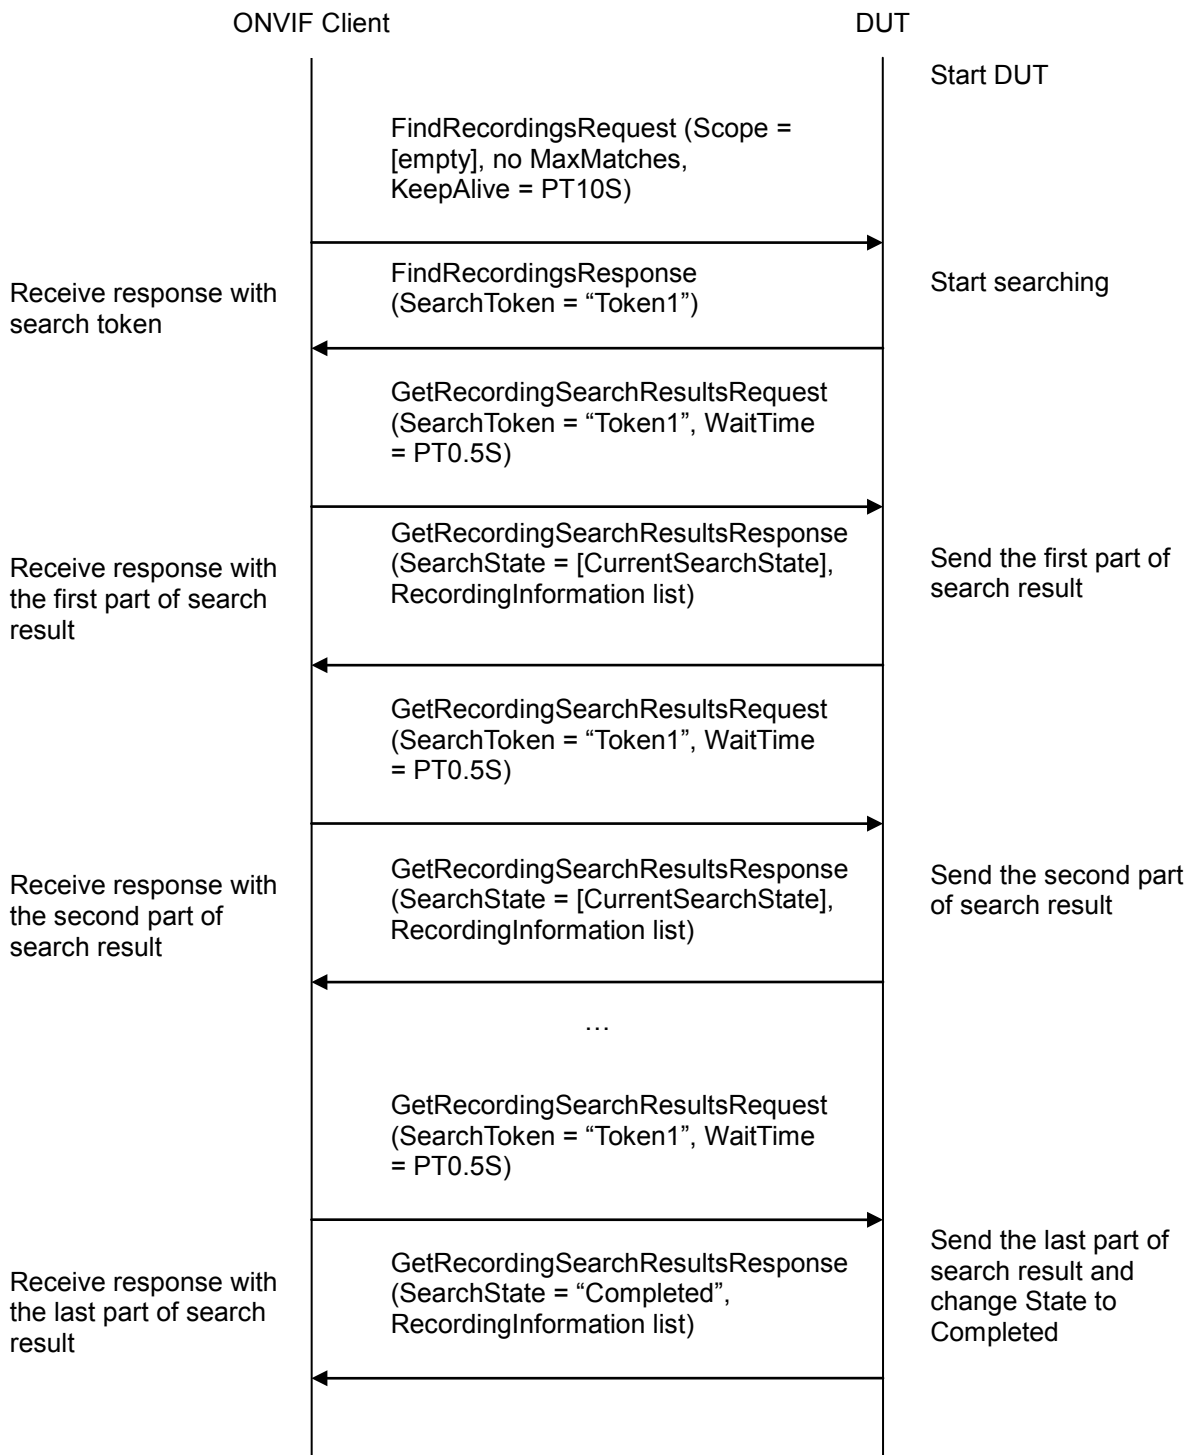 ONVIF Client
DUT
Start DUT
FindRecordingsRequest (Scope =
[empty], no MaxMatches,
KeepAlive = PT10S)
Receive response with
search token
FindRecordingsResponse
(SearchToken = “Token1”)
Start searching
GetRecordingSearchResultsRequest
(SearchToken = “Token1”, WaitTime
= PT0.5S)
Receive response with
the first part of search
result
GetRecordingSearchResultsResponse
(SearchState = [CurrentSearchState],
RecordingInformation list)
Send the first part of
search result
GetRecordingSearchResultsRequest
(SearchToken = “Token1”, WaitTime
= PT0.5S)
Receive response with
the second part of
search result
GetRecordingSearchResultsResponse
(SearchState = [CurrentSearchState],
RecordingInformation list)
Send the second part
of search result
…
GetRecordingSearchResultsRequest
(SearchToken = “Token1”, WaitTime
= PT0.5S)
Receive response with
the last part of search
result
GetRecordingSearchResultsResponse
(SearchState = “Completed”,
RecordingInformation list)
Send the last part of
search result and
change State to
Completed